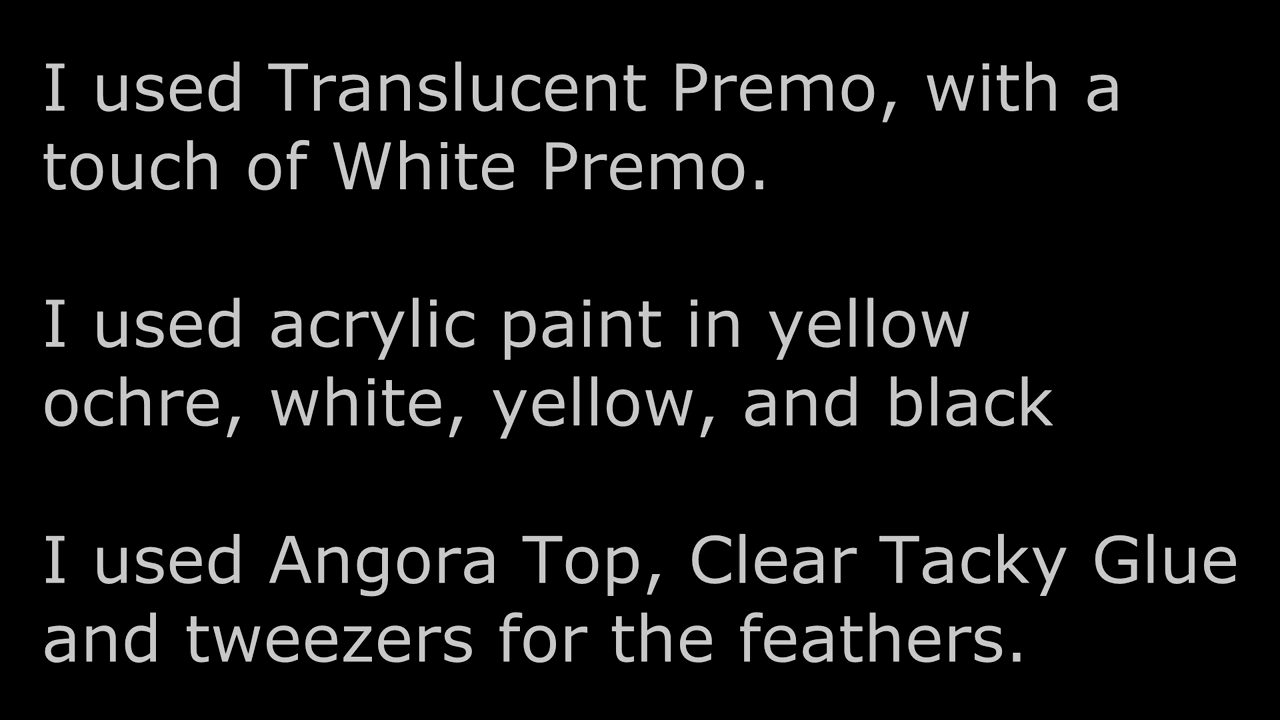 I used Translucent Premo, with a
touch of White Premo.
I used acrylic paint in yellow
ochre, white, yellow, and black
I used Angora Top, Clear Tacky Glue
and tweezers for the feathers.